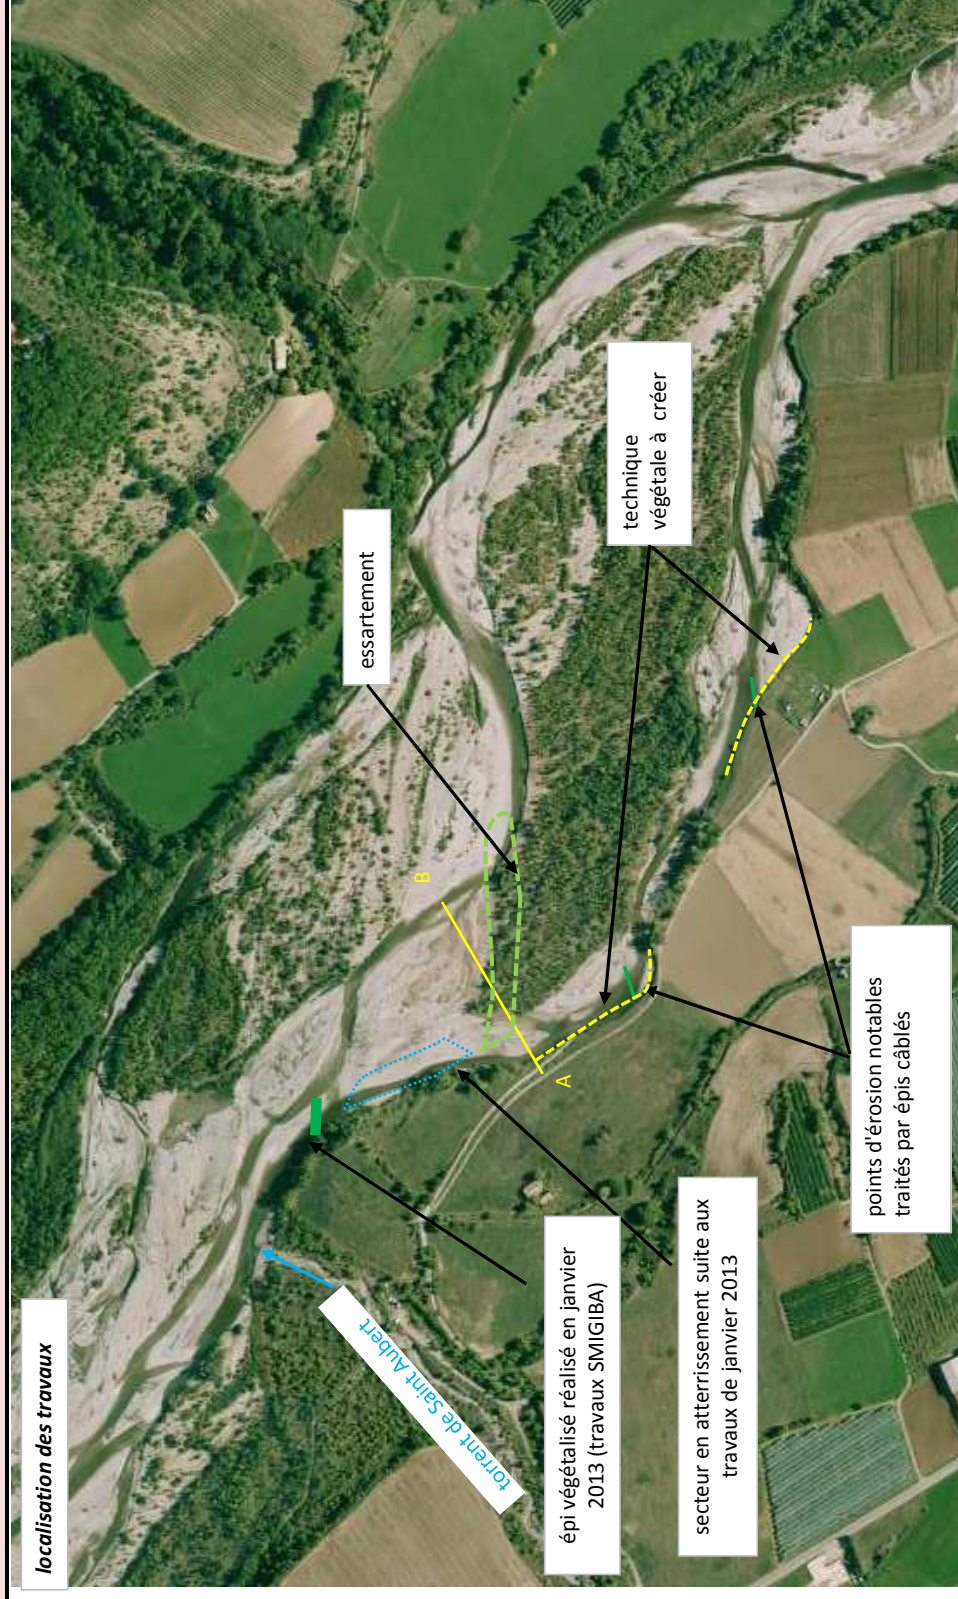 localisation des travaux
torrent de Saint Aubert
épi végétalisé réalisé en janvier
2013 (travaux SMIGIBA)
secteur en atterrissement suite aux
travaux de janvier 2013
points d'érosion notables
traités par épis câblés
essartement
technique
végétale à créer
A
B